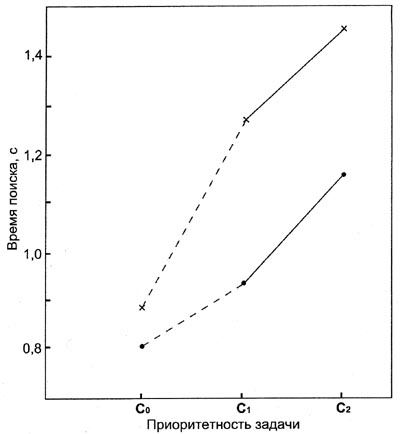 1,4
1,2
1,0
0,8
Время поиска, с
C₀ C₁ C₂
Приоритетность задачи